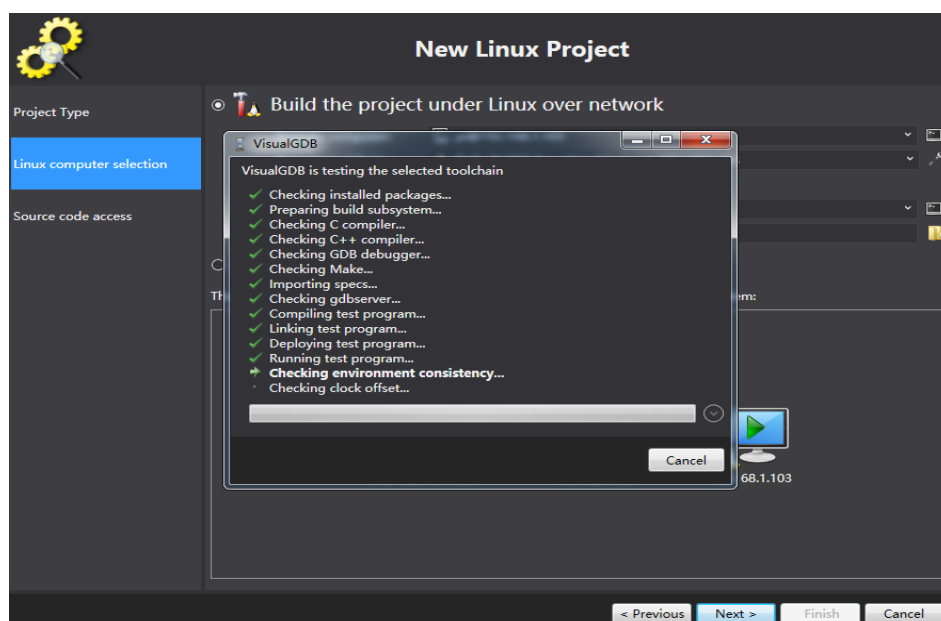 New Linux Project
Project Type
Linux computer selection
Source code access
Build the project under Linux over network
VisualGDB
VisualGDB is testing the selected toolchain
Checking installed packages...
Preparing build subsystem...
Checking C compiler...
Checking C++ compiler...
Checking GDB debugger...
Checking Make...
Importing specs...
Checking gdbserver...
Compiling test program...
Linking test program...
Deploying test program...
Running test program...
Checking environment consistency...
Checking clock offset...
Cancel
Th
em:
68.1.103
< Previous
Next >
Finish
Cancel